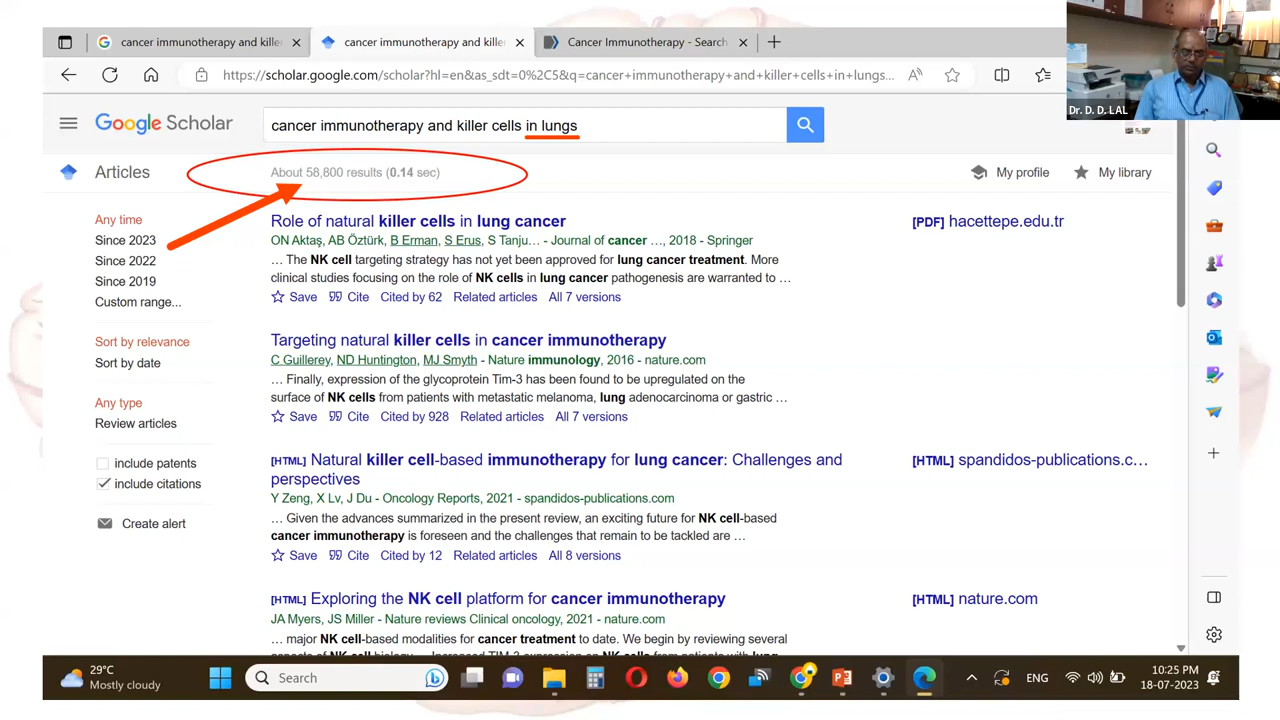 cancer immunotherapy and kille
cancer immunotherapy and kille
Cancer Immunotherapy - Search
https://scholar.google.com/scholar?hl=en&as_sdt=0%2C5&q=cancer+immunotherapy+and+killer+cells+in+lungs...
Dr. D. D. LAL
Google Scholar
cancer immunotherapy and killer cells in lungs
Articles
About 58,800 results (0.14 sec)
My profile
My library
Any time
Since 2023
Since 2022
Since 2019
Custom range...
Sort by relevance
Sort by date
Any type
Review articles
include patents
include citations
Create alert
Role of natural killer cells in lung cancer
[PDF] hacettepe.edu.tr
ON Aktaş, AB Öztürk, B Erman, S Erus, S Tanju… - Journal of cancer …, 2018 - Springer
… The NK cell targeting strategy has not yet been approved for lung cancer treatment. More
clinical studies focusing on the role of NK cells in lung cancer pathogenesis are warranted to …
Save Cite Cited by 62 Related articles All 7 versions
Targeting natural killer cells in cancer immunotherapy
C Guillerey, ND Huntington, MJ Smyth - Nature immunology, 2016 - nature.com
… Finally, expression of the glycoprotein Tim-3 has been found to be upregulated on the
surface of NK cells from patients with metastatic melanoma, lung adenocarcinoma or gastric …
Save Cite Cited by 928 Related articles All 7 versions
[HTML] Natural killer cell-based immunotherapy for lung cancer: Challenges and
perspectives
[HTML] spandidos-publications.c…
Y Zeng, X Lv, J Du - Oncology Reports, 2021 - spandidos-publications.com
… Given the advances summarized in the present review, an exciting future for NK cell-based
cancer immunotherapy is foreseen and the challenges that remain to be tackled are …
Save Cite Cited by 12 Related articles All 8 versions
[HTML] Exploring the NK cell platform for cancer immunotherapy
[HTML] nature.com
JA Myers, JS Miller - Nature reviews Clinical oncology, 2021 - nature.com
… major NK cell-based modalities for cancer treatment to date. We begin by reviewing several
29°C
Mostly cloudy
Search
ENG
10:25 PM
18-07-2023